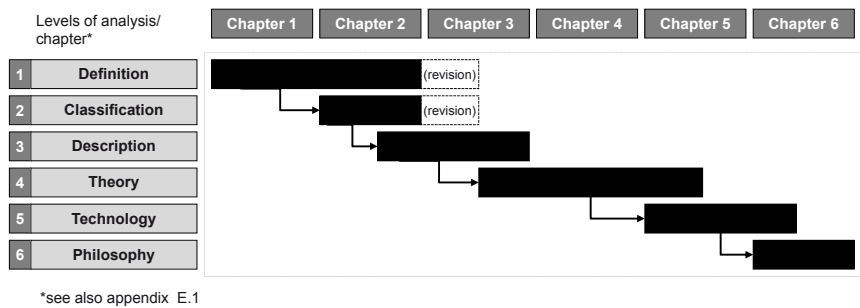 Levels of analysis/
chapter*
Chapter 1
Chapter 2
Chapter 3
Chapter 4
Chapter 5
Chapter 6
1 Definition
(revision)
2 Classification
(revision)
3 Description
4 Theory
5 Technology
6 Philosophy
*see also appendix E.1